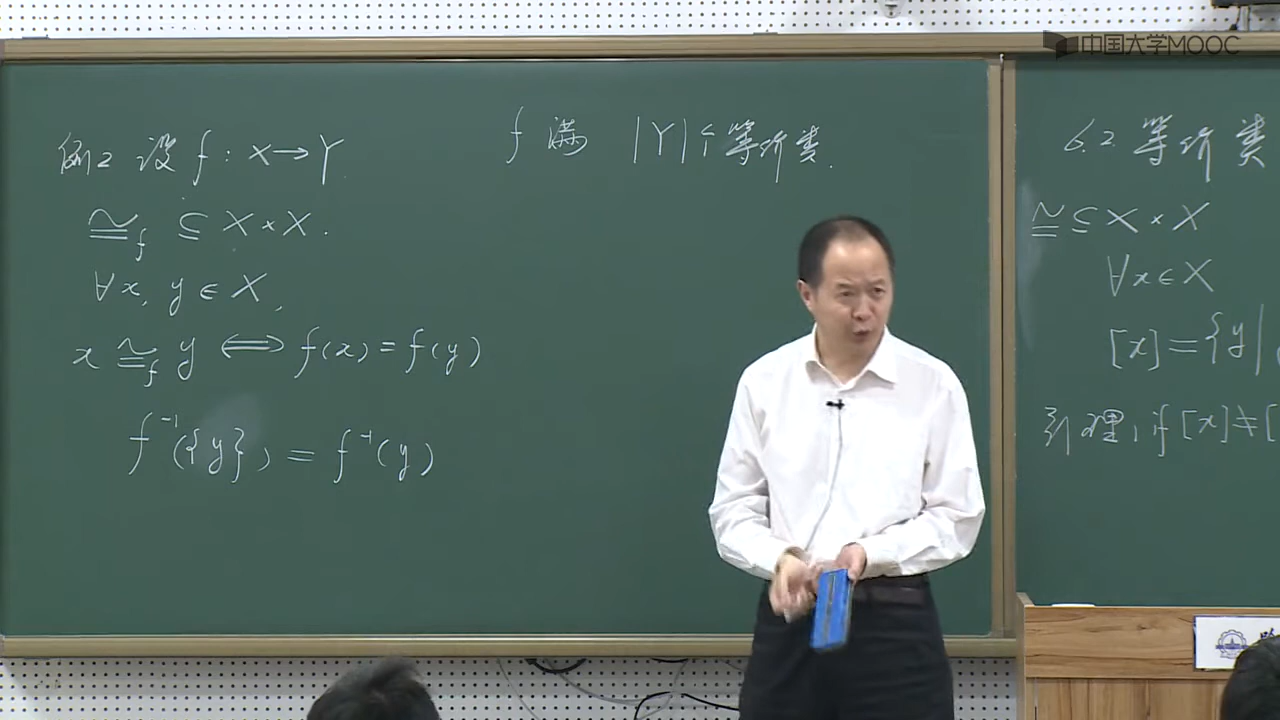 中国大学MOOC
例2 设 f: X→Y.
≅_f ⊆ X×X.
∀x, y∈X,
x ≅_f y ⟺ f(x)=f(y)
f⁻¹({y}) = f⁻¹(y)
f 满 |Y|个等价类.
6.2 等价类
≅⊆X×X
∀x∈X
[x]={y|
引理1 if [x]≠[